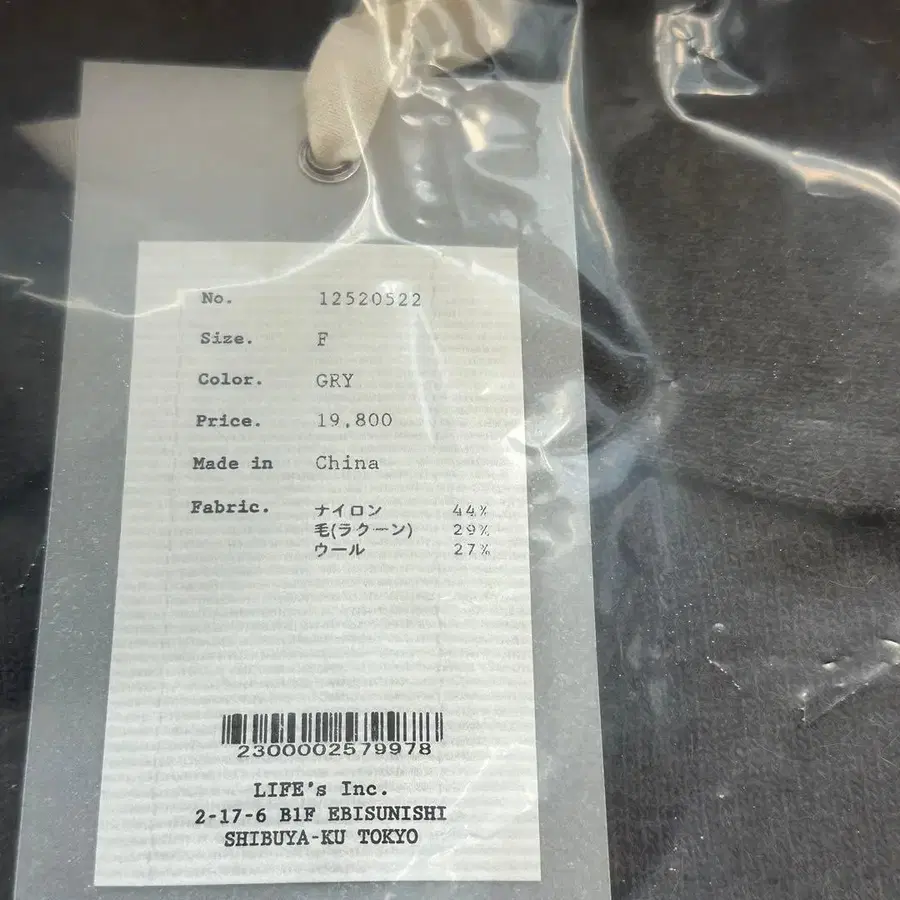 No. 12520522
Size. F
Color. GRY
Price. 19,800
Made in China
Fabric. ナイロン 44%
毛(ラクーン) 29%
ウール 27%
2300002579978
LIFE's Inc.
2-17-6 B1F EBISUNISHI
SHIBUYA-KU TOKYO